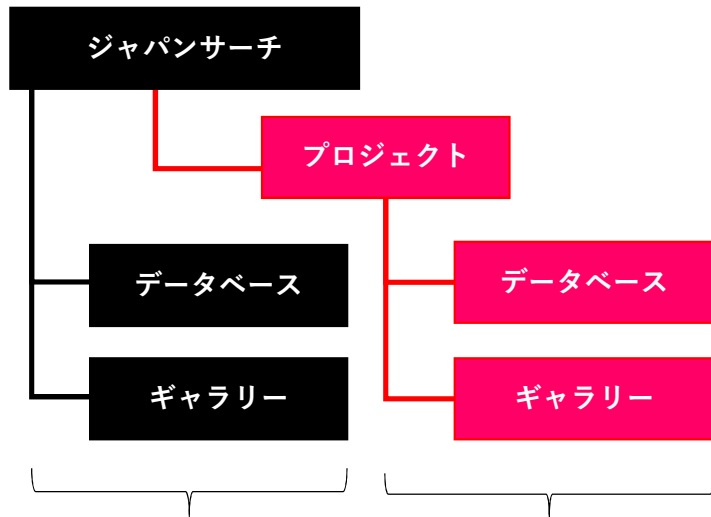 ジャパンサーチ
プロジェクト
データベース
データベース
ギャラリー
ギャラリー